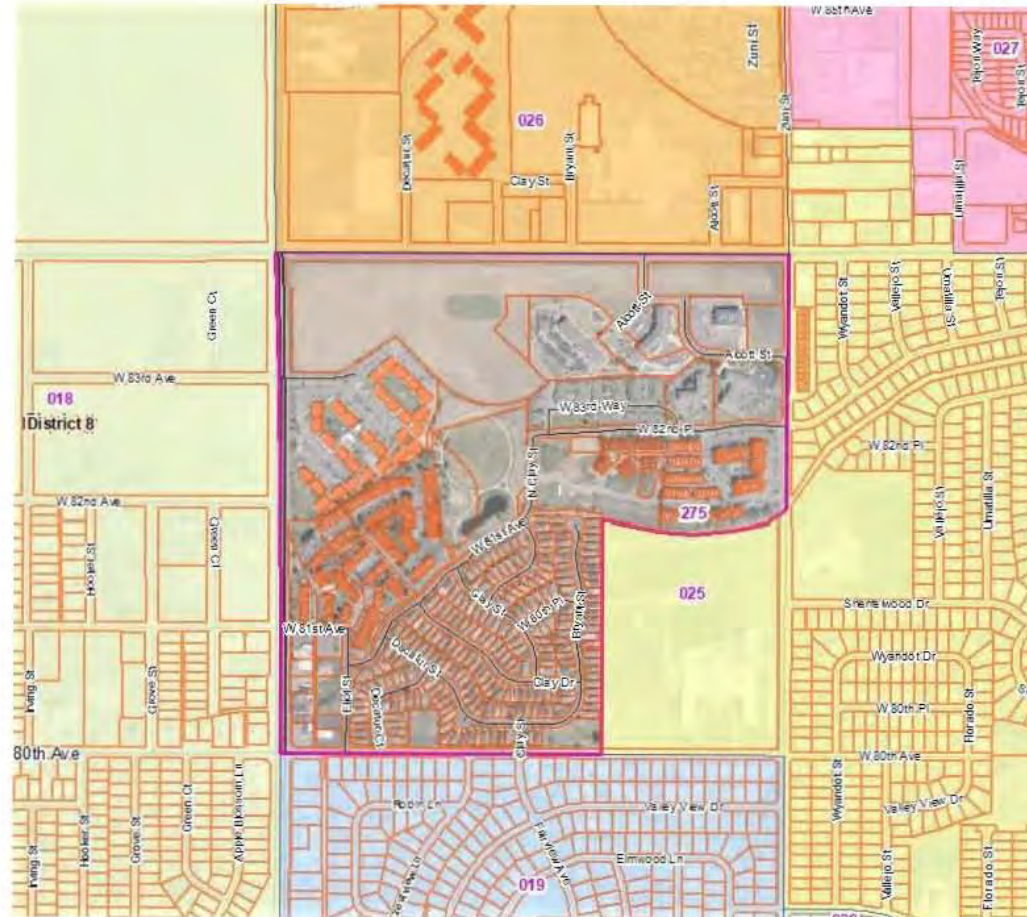 W 85th Ave
Zuni St
Tejon Way
027
Tejon St
026
Decatur St
Bryant St
Zuni St
Clay St
Alcott St
Umatilla St
Green Ct
Alcott St
Wyandot St
Vallejo St
Umatilla St
Tejon St
Alcott St
W 83rd Ave
018
District 8
W 83rd Way
W 82nd Pl
N Clay St
W 82nd Pl
W 82nd Ave
275
Vallejo St
Umatilla St
Green Ct
Hooker St
W 81st Ave
025
Clay St
W 80th Pl
Bryant St
Shentelwood Dr
W 81st Ave
Decatur St
Wyandot Dr
Irving St
Grove St
Eliot St
Clay Dr
W 80th Pl
Florado St
Clay St
80th Ave
W 80th Ave
Green Ct
Apple Blossom Ln
Robin Ln
Valley View Dr
Wyandot St
Valley View Dr
Irving St
Hooker St
Grove St
Fairview Ave
Elmwood Ln
Vallejo St
Florado St
019